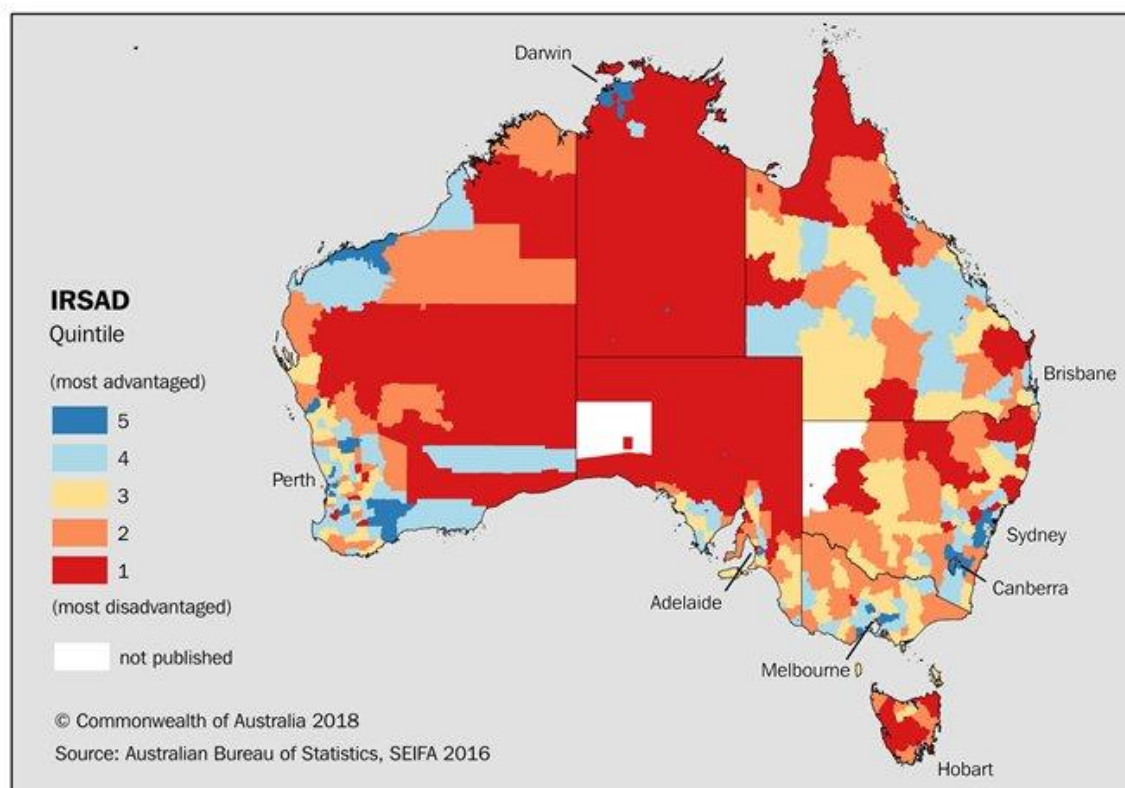 Darwin
IRSAD
Quintile
(most advantaged)
5
4
3
2
1
(most disadvantaged)
not published
Brisbane
Perth
Sydney
Canberra
Adelaide
Melbourne
Hobart
© Commonwealth of Australia 2018
Source: Australian Bureau of Statistics, SEIFA 2016